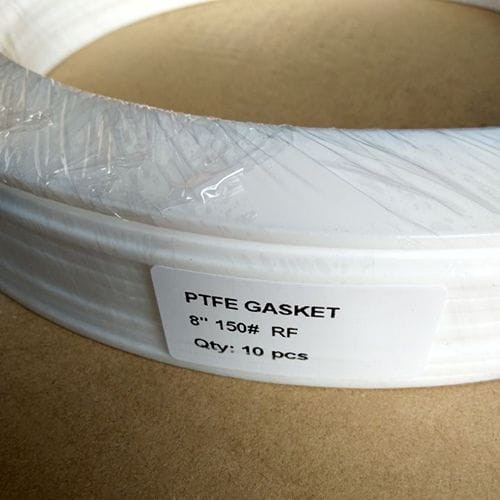 PTFE GASKET
8" 150# RF
Qty: 10 pcs